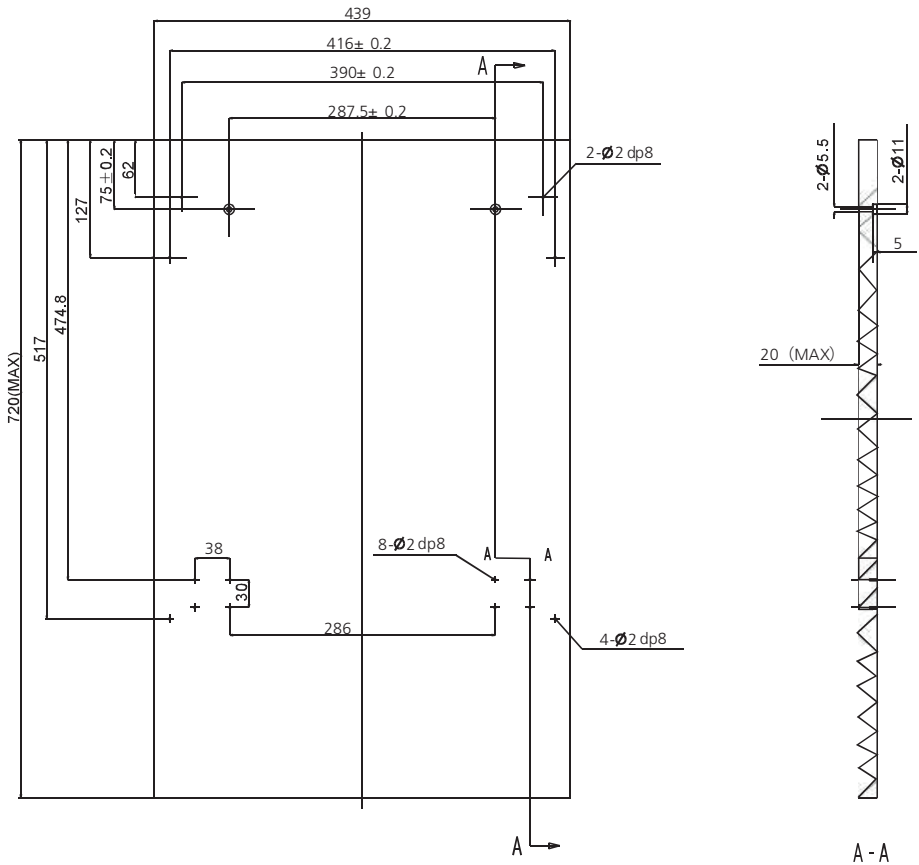 439
416± 0.2
A
390± 0.2
287.5± 0.2
2-Ø2 dp8
62
75±0.2
127
474.8
517
720(MAX)
2-Ø5.5
2-Ø11
5
20（MAX）
38
8-Ø2 dp8
A
A
30
286
4-Ø2 dp8
A
A - A